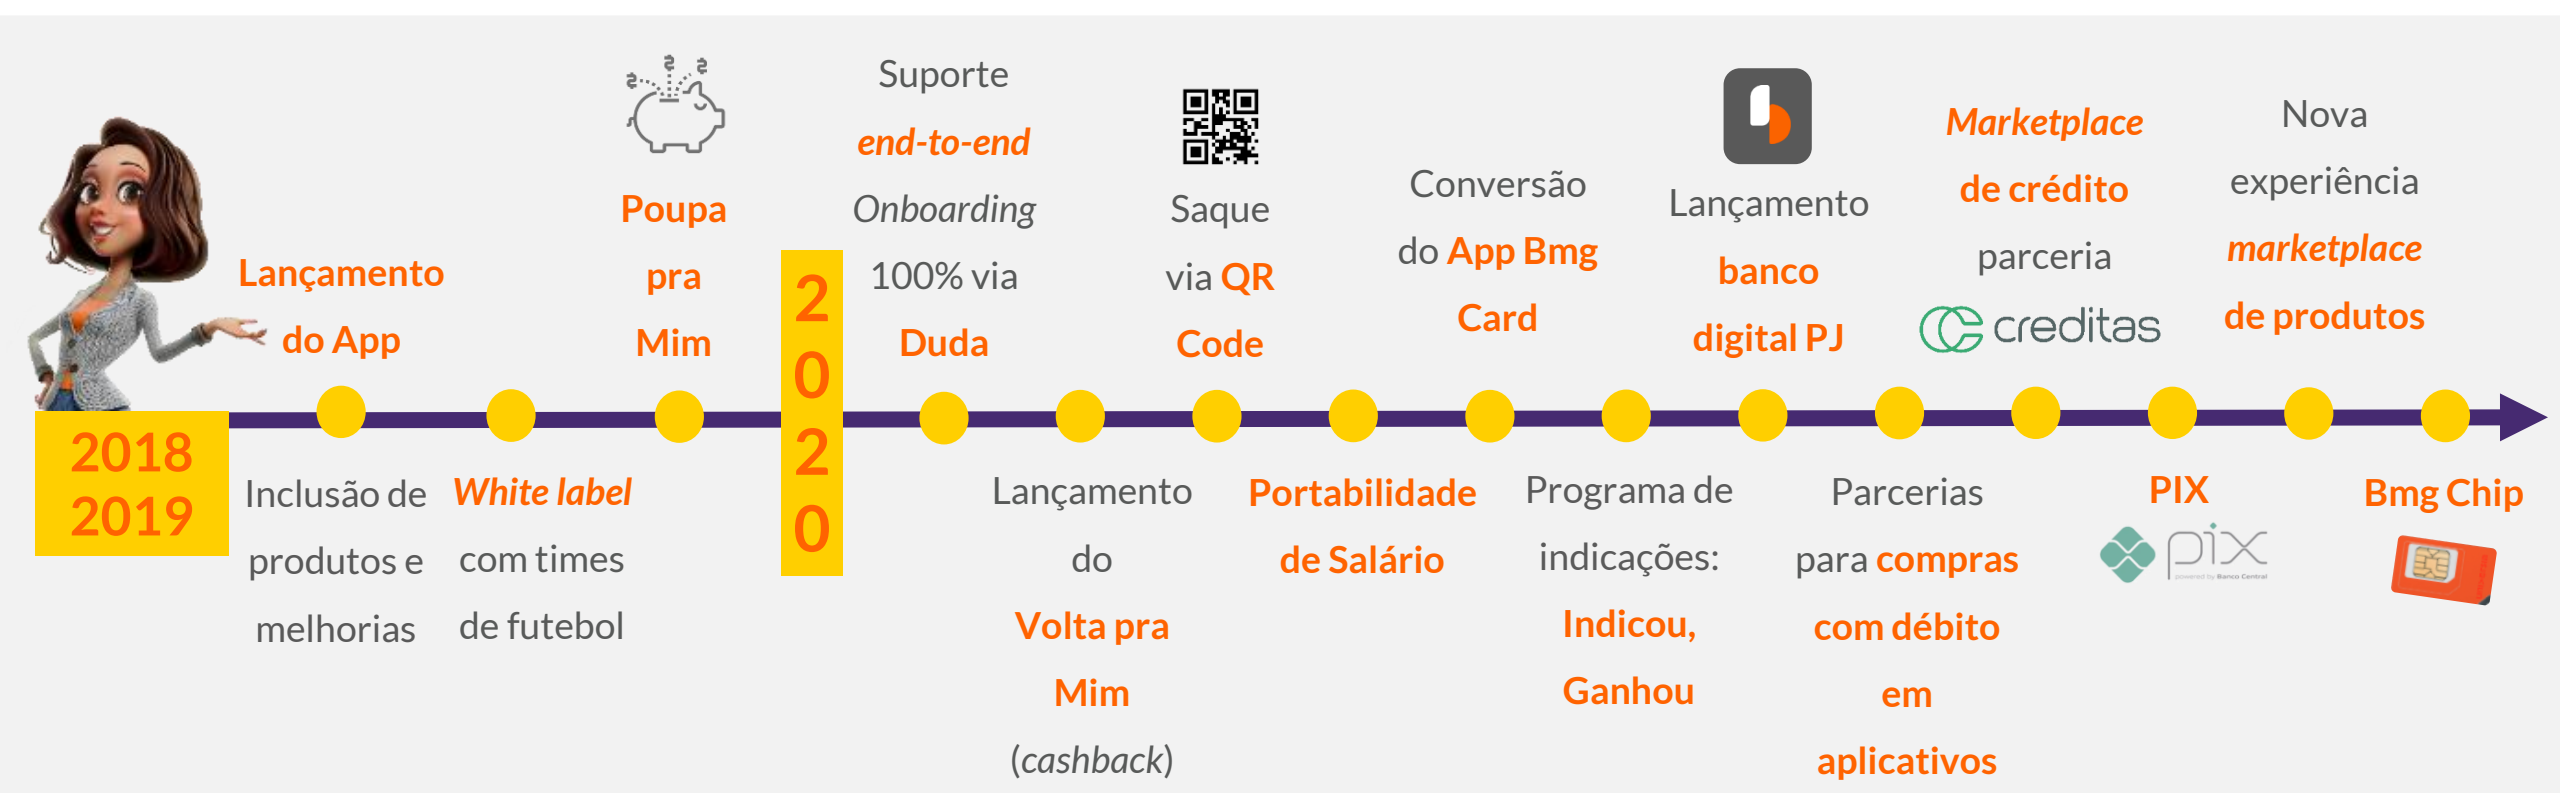 2018
2019
Lançamento
do App
Inclusão de
produtos e
melhorias
White label
com times
de futebol
Poupa
pra
Mim
2
0
2
0
Suporte
end-to-end
Onboarding
100% via
Duda
Lançamento
do
Volta pra
Mim
(cashback)
Saque
via QR
Code
Portabilidade
de Salário
Conversão
do App Bmg
Card
Programa de
indicações:
Indicou,
Ganhou
Lançamento
banco
digital PJ
Parcerias
para compras
com débito
em
aplicativos
Marketplace
de crédito
parceria
creditas
PIX
pix
powered by Banco Central
Nova
experiência
marketplace
de produtos
Bmg Chip